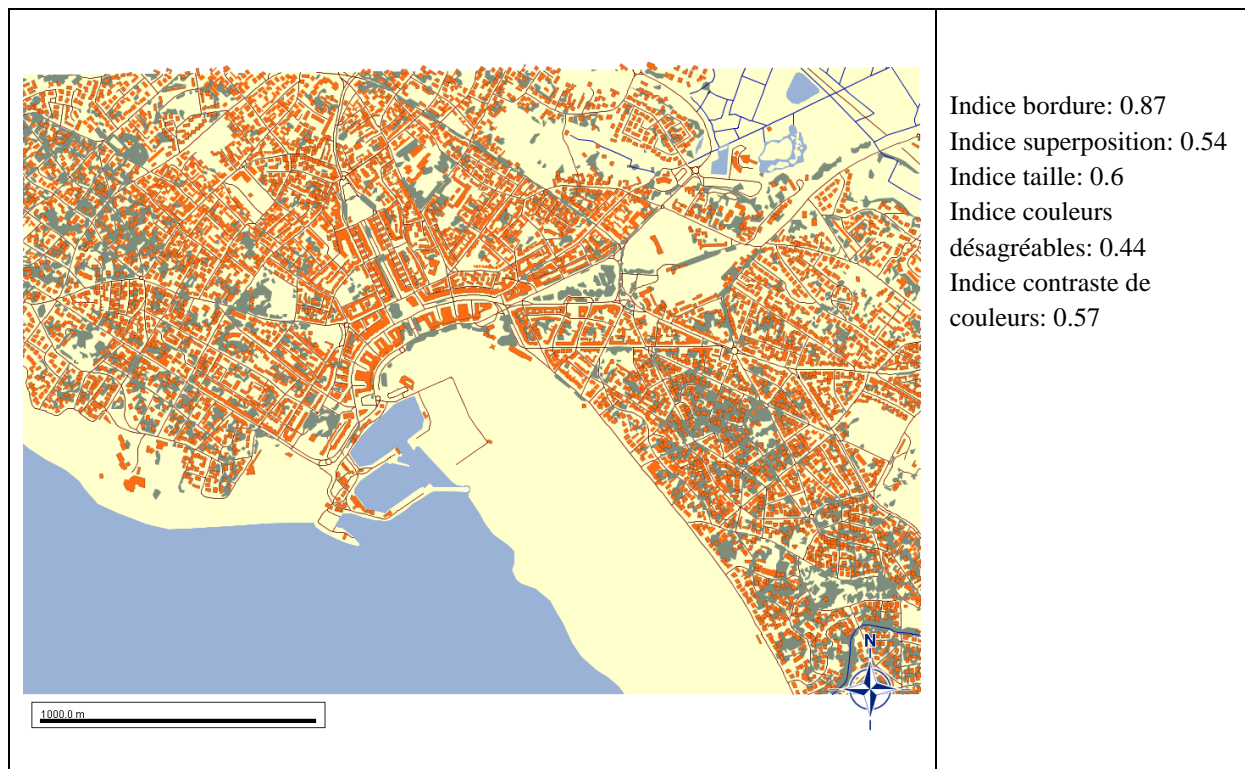 Indice bordure: 0.87
Indice superposition: 0.54
Indice taille: 0.6
Indice couleurs
désagréables: 0.44
Indice contraste de
couleurs: 0.57
N
1000.0 m